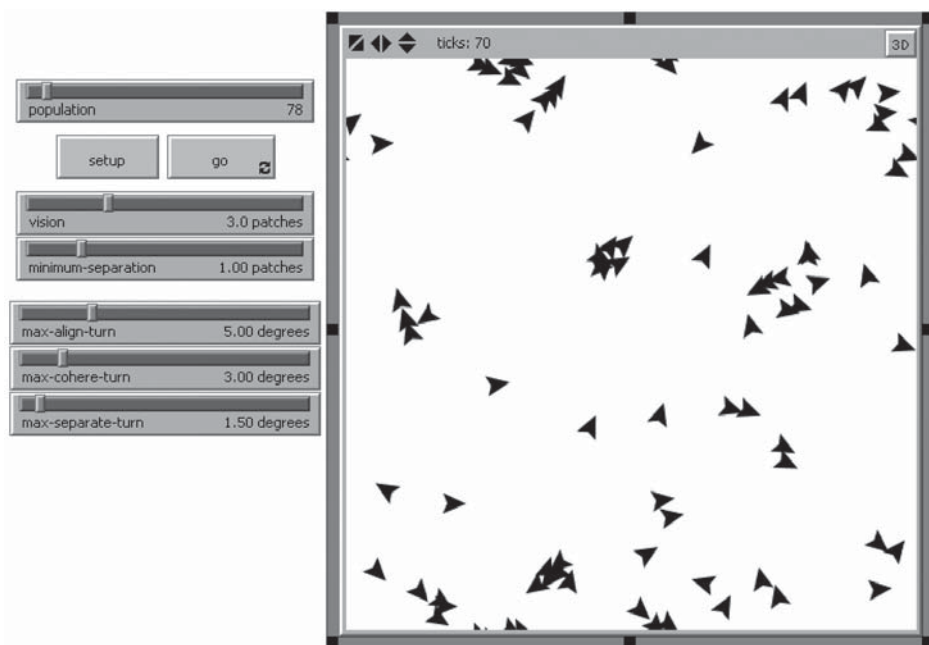 ticks: 70
3D
population 78
setup go
vision 3.0 patches
minimum-separation 1.00 patches
max-align-turn 5.00 degrees
max-cohere-turn 3.00 degrees
max-separate-turn 1.50 degrees